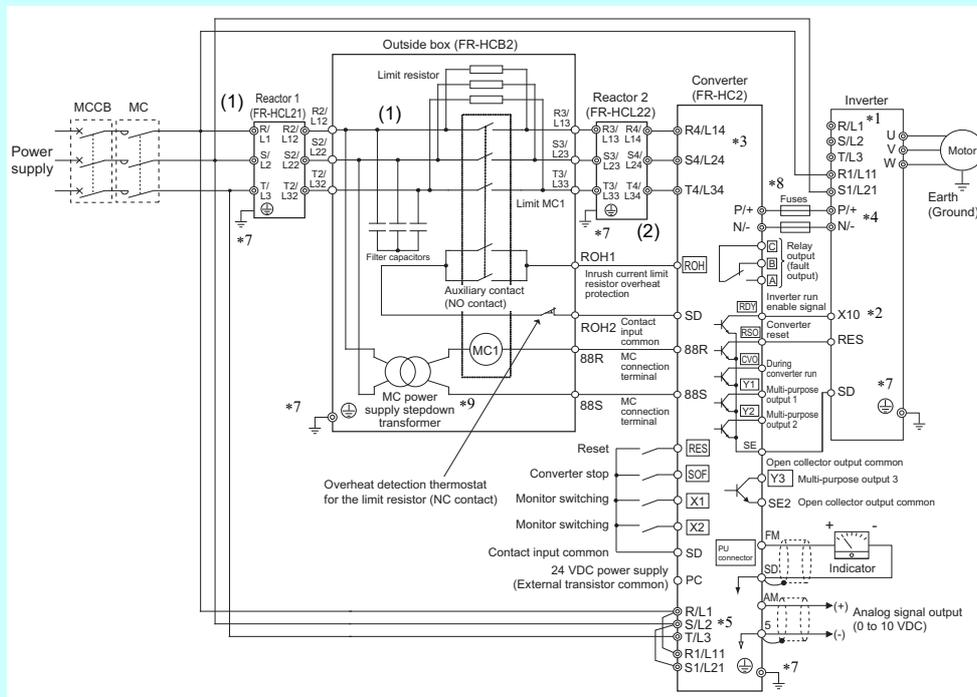 Outside box (FR-HCB2)
Limit resistor
MCCB
MC
(1)
Reactor 1
(FR-HCL21)
R2/
L12
(1)
R3/
L13
Reactor 2
(FR-HCL22)
Converter
(FR-HC2)
Inverter
Power
supply
R/
L1
R2/
L12
S/
L2
S2/
L22
T/
L3
T2/
L32
S2/
L22
T2/
L32
S3/
L23
T3/
L33
Limit MC1
R3/
L13
R4/
L14
S3/
L23
S4/
L24
T3/
L33
T4/
L34
R4/L14
*3
S4/L24
T4/L34
R/L1
*1
S/L2
T/L3
R1/L11
S1/L21
U
V
W
Motor
Earth
(Ground)
*8
Fuses
P/+
P/+
*4
N/-
N/-
*7
*7
(2)
Filter capacitors
ROH1
Inrush current limit
resistor overheat
protection
ROH
C
B
A
Relay
output
(fault
output)
Auxiliary contact
(NO contact)
Inverter run
enable signal
RDY
X10
*2
SD
ROH2
Contact
input
common
RSO
Converter
reset
RES
MC1
88R
MC
connection
terminal
88R
CVO
During
converter run
Y1
Multi-purpose
output 1
SD
*7
MC power
supply stepdown
transformer
*9
*7
88S
MC
connection
terminal
88S
Y2
Multi-purpose
output 2
SE
Reset
RES
Overheat detection thermostat
for the limit resistor (NC contact)
Converter stop
SOF
Monitor switching
X1
Monitor switching
X2
Contact input common
SD
24 VDC power supply
(External transistor common)
PC
Open collector output common
Y3
Multi-purpose output 3
SE2
Open collector output common
PU
connector
FM
+
-
Indicator
SD
AM
(+)
Analog signal output
(0 to 10 VDC)
5
(-)
R/L1
S/L2
*5
T/L3
R1/L11
S1/L21
*7